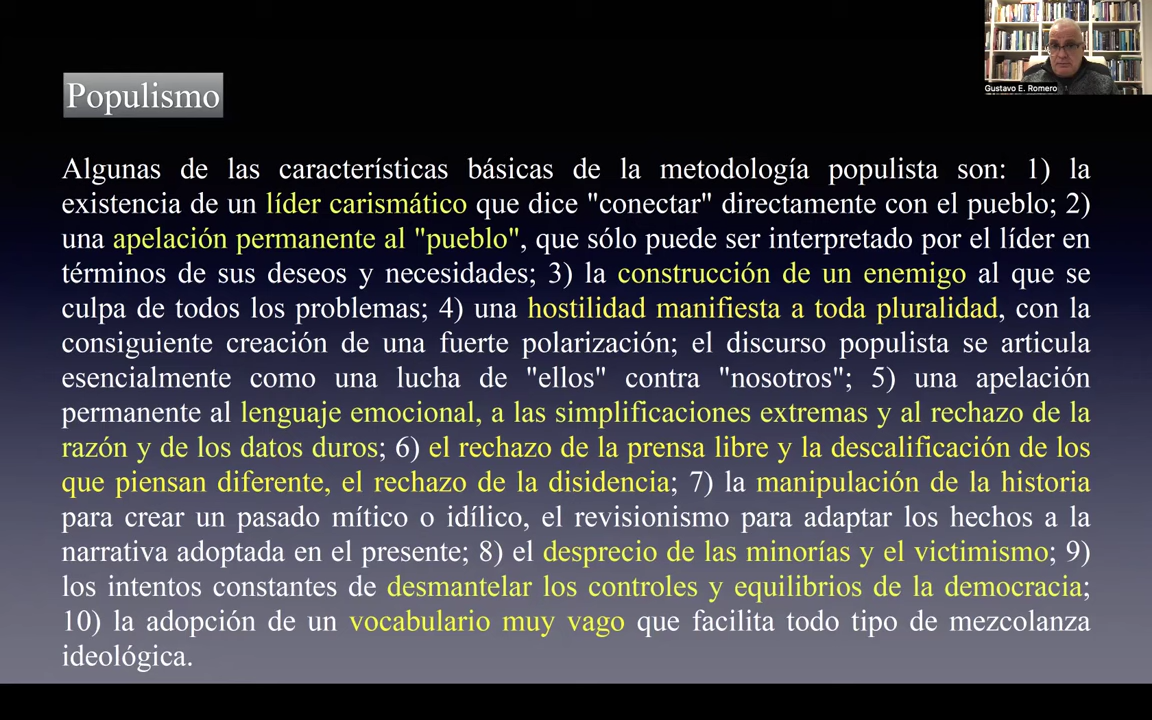 Gustavo E. Romero
Populismo
Algunas de las características básicas de la metodología populista son: 1) la
existencia de un líder carismático que dice "conectar" directamente con el pueblo; 2)
una apelación permanente al "pueblo", que sólo puede ser interpretado por el líder en
términos de sus deseos y necesidades; 3) la construcción de un enemigo al que se
culpa de todos los problemas; 4) una hostilidad manifiesta a toda pluralidad, con la
consiguiente creación de una fuerte polarización; el discurso populista se articula
esencialmente como una lucha de "ellos" contra "nosotros"; 5) una apelación
permanente al lenguaje emocional, a las simplificaciones extremas y al rechazo de la
razón y de los datos duros; 6) el rechazo de la prensa libre y la descalificación de los
que piensan diferente, el rechazo de la disidencia; 7) la manipulación de la historia
para crear un pasado mítico o idílico, el revisionismo para adaptar los hechos a la
narrativa adoptada en el presente; 8) el desprecio de las minorías y el victimismo; 9)
los intentos constantes de desmantelar los controles y equilibrios de la democracia;
10) la adopción de un vocabulario muy vago que facilita todo tipo de mezcolanza
ideológica.